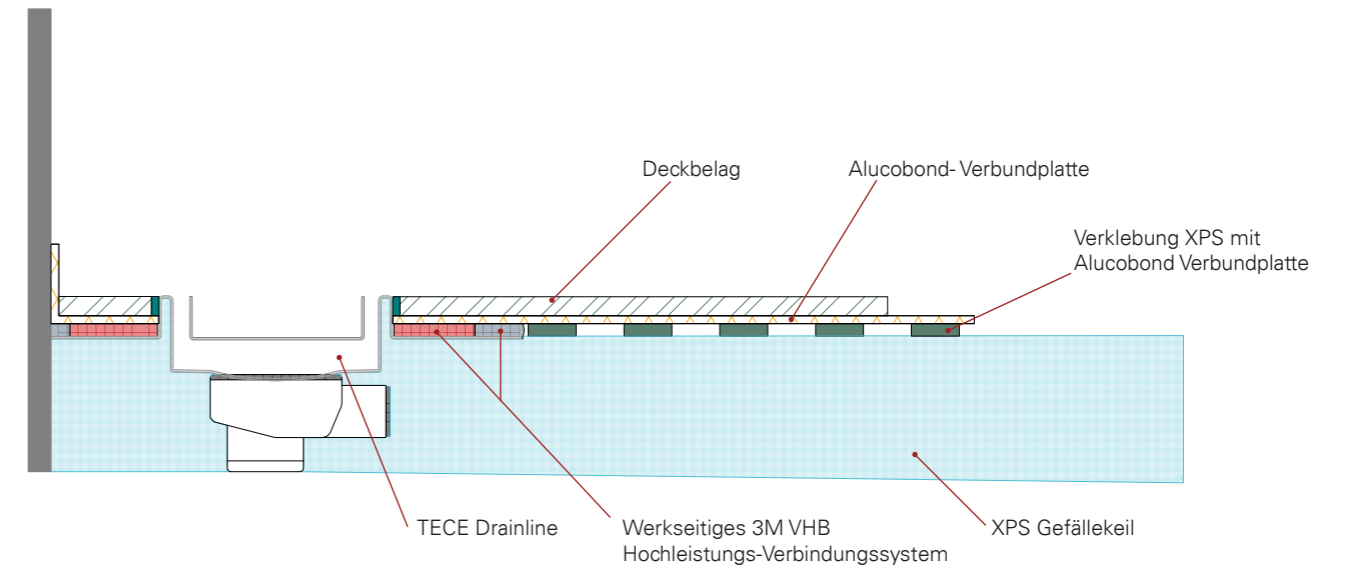 Deckbelag
Alucobond- Verbundplatte
Verklebung XPS mit
Alucobond Verbundplatte
TECE Drainline
Werkseitiges 3M VHB
Hochleistungs-Verbindungssystem
XPS Gefällekeil